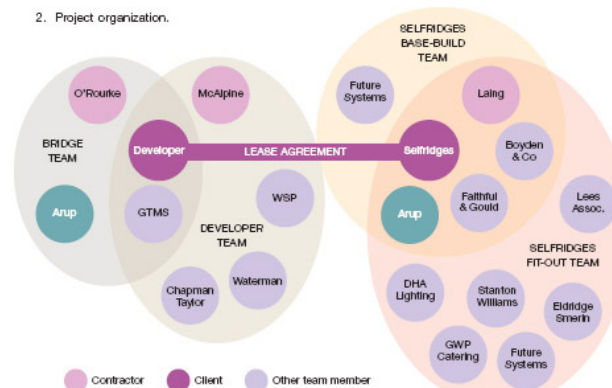 2. Project organization.
SELFRIDGES
BASE-BUILD
TEAM
O'Rourke
McAlpine
Future
Systems
Laing
BRIDGE
TEAM
Developer
LEASE AGREEMENT
Selfridges
Boyden
& Co
Arup
GTMS
WSP
Arup
Faithful
& Gould
Lees
Assoc.
DEVELOPER
TEAM
SELFRIDGES
FIT-OUT TEAM
Chapman
Taylor
Waterman
DHA
Lighting
Stanton
Williams
Eldridge
Smerin
GWP
Catering
Future
Systems
Contractor
Client
Other team member